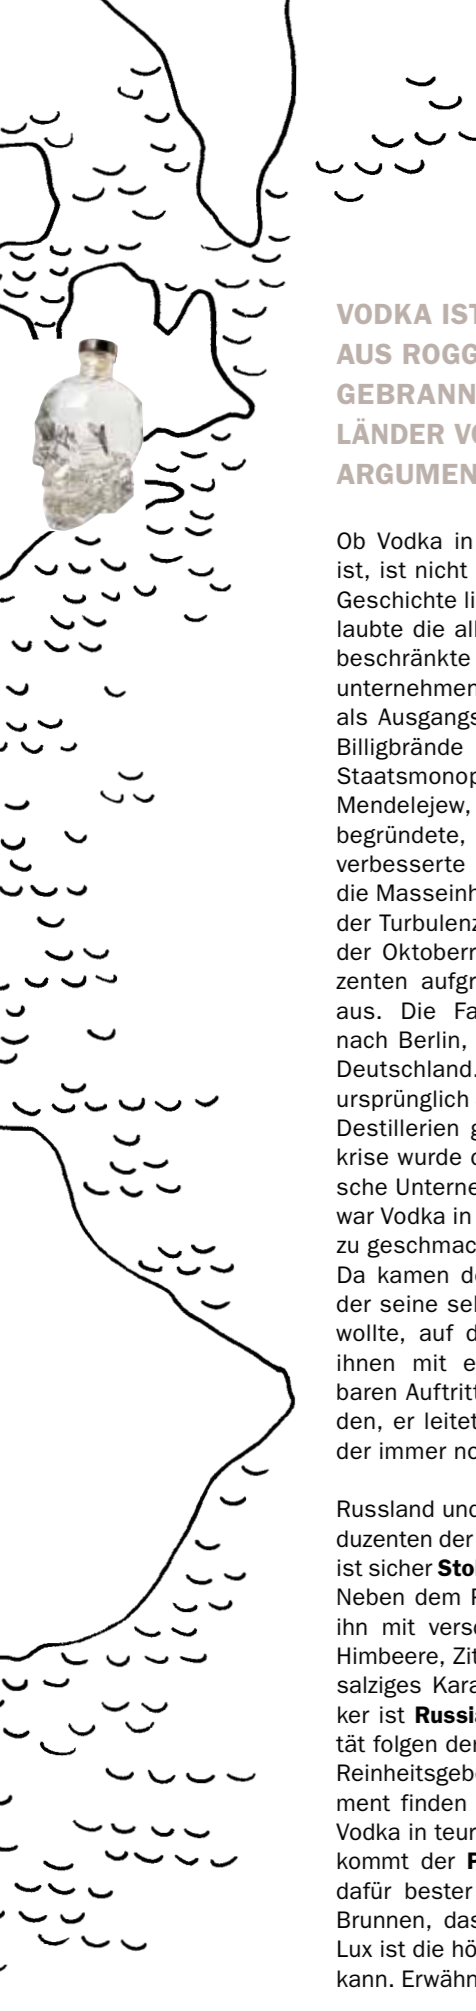 VODKA IST
AUS ROGG
GEBRANN
LÄNDER VO
ARGUMEN
Ob Vodka in
ist, ist nicht
Geschichte li
laubte die al
beschränkte
unternehmen
als Ausgangs
Billigbrände
Staatsmonop
Mendelejew,
begründete,
verbesserte
die Masseinh
der Turbulenz
der Oktoberr
zenten aufgr
aus. Die Fa
nach Berlin,
Deutschland.
ursprünglich
Destillerien g
krise wurde d
sche Unterne
war Vodka in
zu geschmac
Da kamen de
der seine sel
wollte, auf d
ihnen mit e
baren Auftritt
den, er leitet
der immer no
Russland und
duzenten der
ist sicher Stol
Neben dem R
ihn mit vers
Himbeere, Zit
salziges Kara
ker ist Russia
tät folgen der
Reinheitsgeb
ment finden
Vodka in teur
kommt der P
dafür bester
Brunnen, das
Lux ist die hö
kann. Erwähn